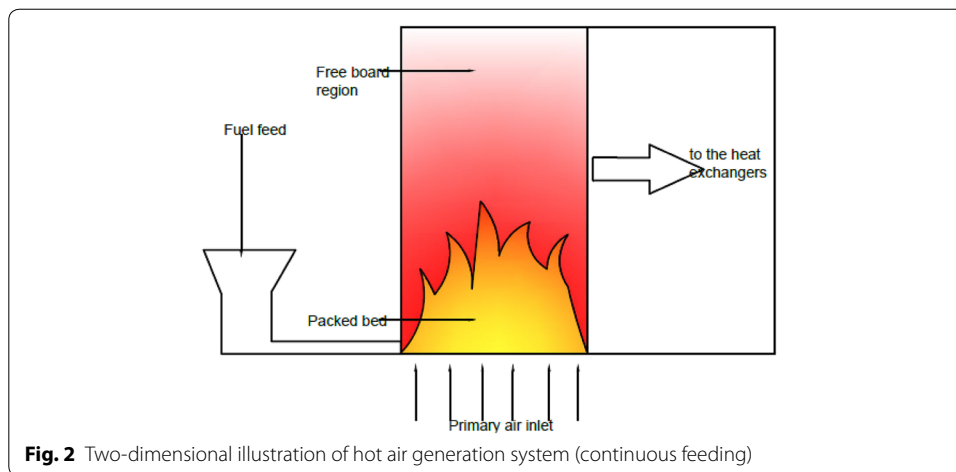 Free board
region
Fuel feed
to the heat
exchangers
Packed bed
Primary air inlet
Fig. 2 Two-dimensional illustration of hot air generation system (continuous feeding)